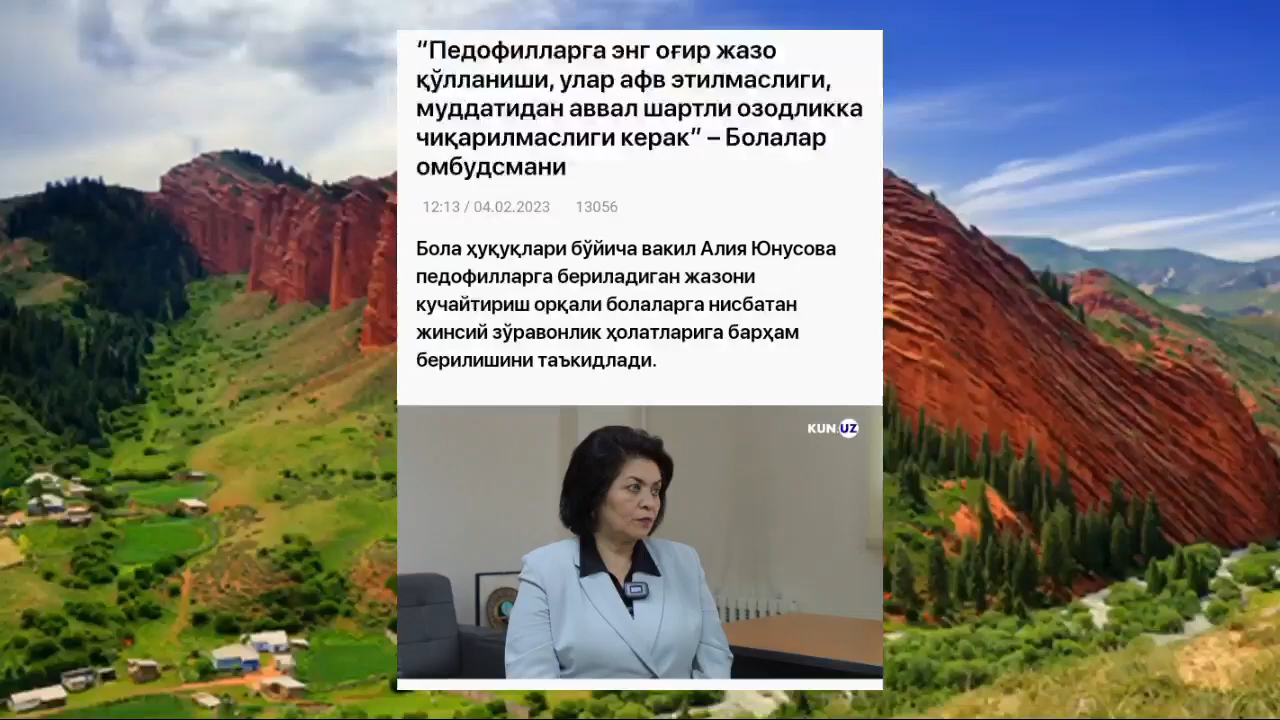 “Педофилларга энг оғир жазо
қўлланиши, улар афв этилмаслиги,
муддатидан аввал шартли озодликка
чиқарилмаслиги керак” – Болалар
омбудсмани
12:13 / 04.02.2023 13056
Бола ҳуқуқлари бўйича вакил Алия Юнусова
педофилларга бериладиган жазони
кучайтириш орқали болаларга нисбатан
жинсий зўравонлик ҳолатларига барҳам
берилишини таъкидлади.
KUN.UZ